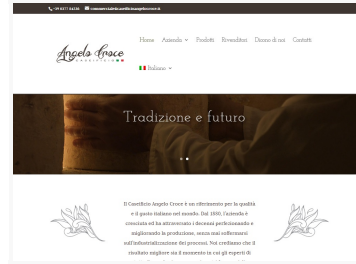 Home Azienda Prodotti Rivenditori Dicono di noi Contatti
Angelo Croce
CASEIFICIO
Italiano
Tradizione e futuro
Il Caseificio Angelo Croce è un riferimento per la qualità
e il gusto italiano nel mondo. Dal 1880, l'azienda è
cresciuta ed ha attraversato i decenni perfezionando e
migliorando la produzione, senza mai soffermarsi
sull'industrializzazione dei processi. Noi crediamo che il
risultato migliore sia il momento in cui gli esperti di